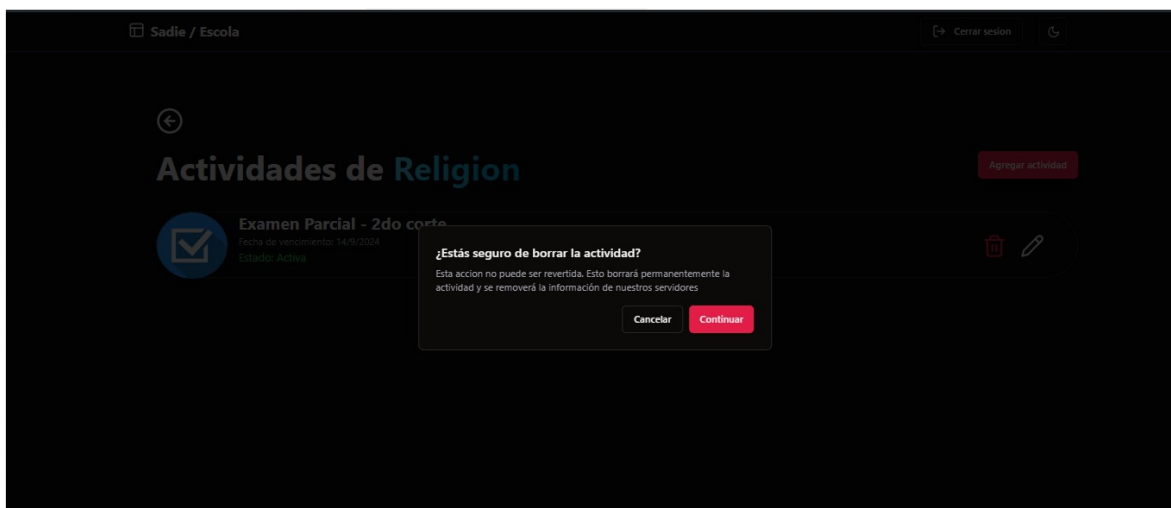 Sadie / Escola
Cerrar sesion
Actividades de Religion
Agregar actividad
Examen Parcial - 2do corte
Fecha de vencimiento: 14/9/2024
Estado: Activa
¿Estás seguro de borrar la actividad?
Esta accion no puede ser revertida. Esto borrará permanentemente la
actividad y se removerá la información de nuestros servidores
Cancelar
Continuar